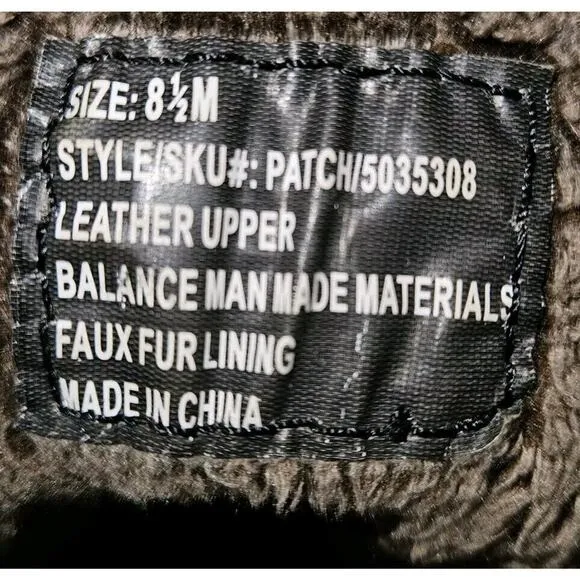 SIZE: 8½M
STYLE/SKU#: PATCH/5035308
LEATHER UPPER
BALANCE MAN MADE MATERIALS
FAUX FUR LINING
MADE IN CHINA